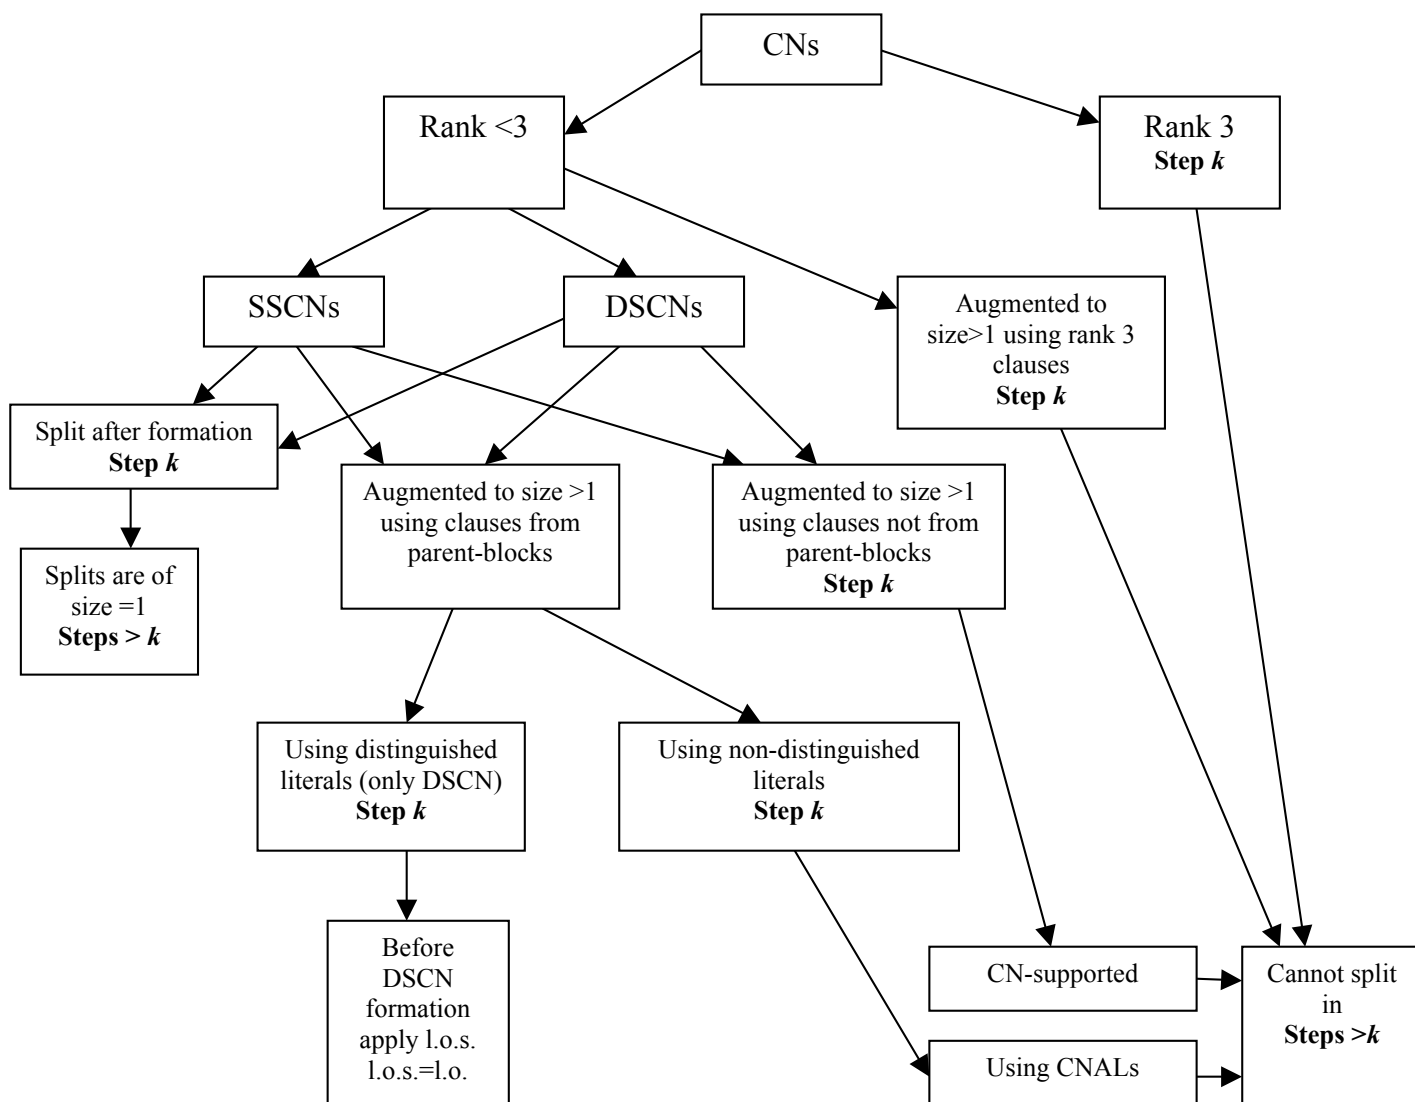 CNs
Rank <3
Rank 3
Step k
SSCNs
DSCNs
Augmented to
size>1 using rank 3
clauses
Step k
Split after formation
Step k
Augmented to size >1
using clauses from
parent-blocks
Augmented to size >1
using clauses not from
parent-blocks
Step k
Splits are of
size =1
Steps > k
Using distinguished
literals (only DSCN)
Step k
Using non-distinguished
literals
Step k
Before
DSCN
formation
apply l.o.s.
l.o.s.=l.o.
CN-supported
Cannot split
in
Steps >k
Using CNALs